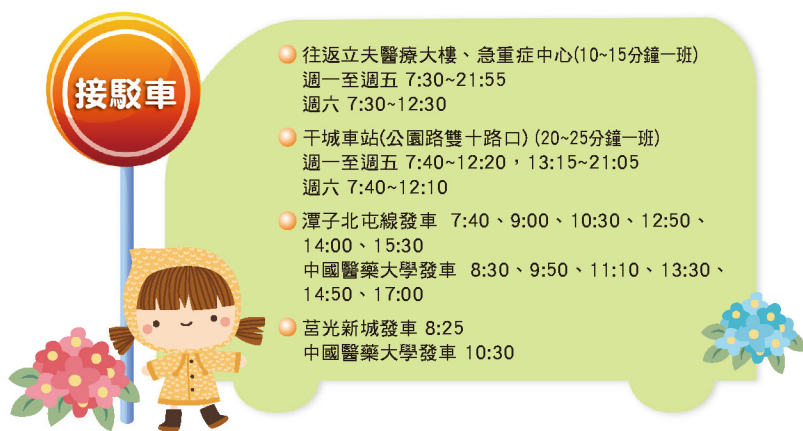 接駁車
往返立夫醫療大樓、急重症中心(10~15分鐘一班)
週一至週五 7:30~21:55
週六 7:30~12:30
干城車站(公園路雙十路口) (20~25分鐘一班)
週一至週五 7:40~12:20，13:15~21:05
週六 7:40~12:10
潭子北屯線發車 7:40、9:00、10:30、12:50、
14:00、15:30
中國醫藥大學發車 8:30、9:50、11:10、13:30、
14:50、17:00
莒光新城發車 8:25
中國醫藥大學發車 10:30